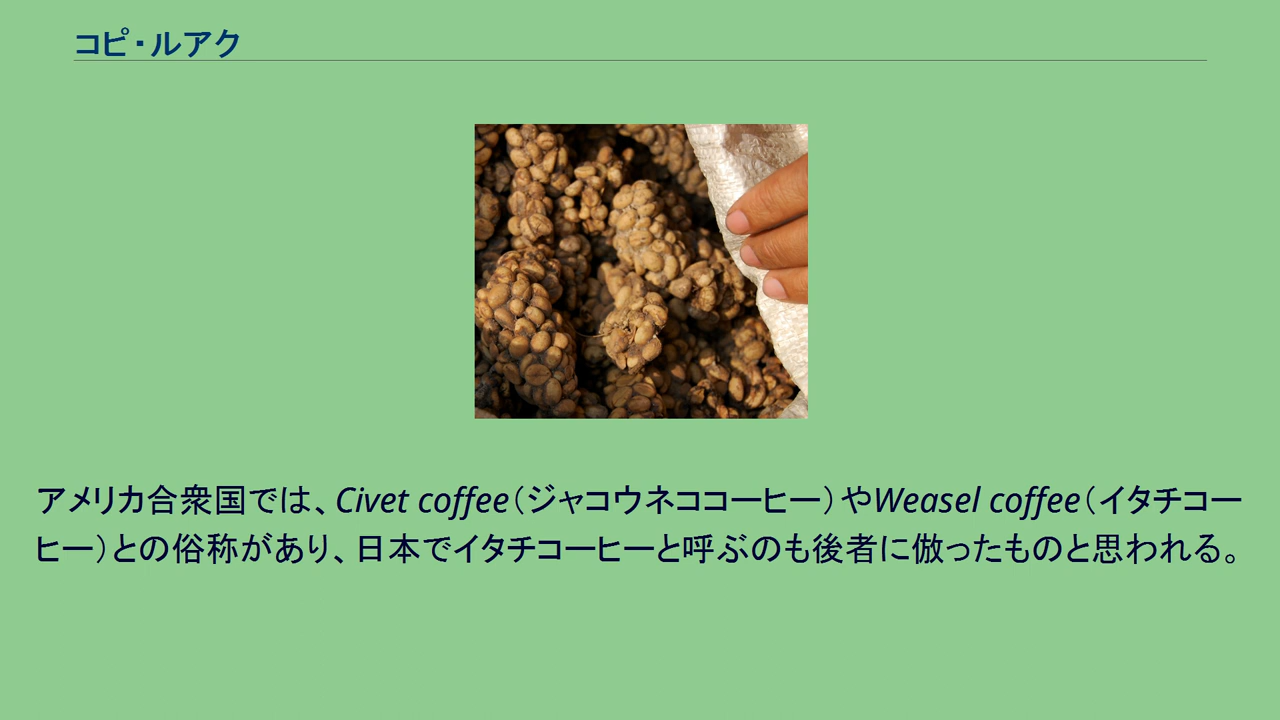 コピ・ルアク
アメリカ合衆国では、Civet coffee（ジャコウネココーヒー）やWeasel coffee（イタチコー
ヒー）との俗称があり、日本でイタチコーヒーと呼ぶのも後者に倣ったものと思われる。